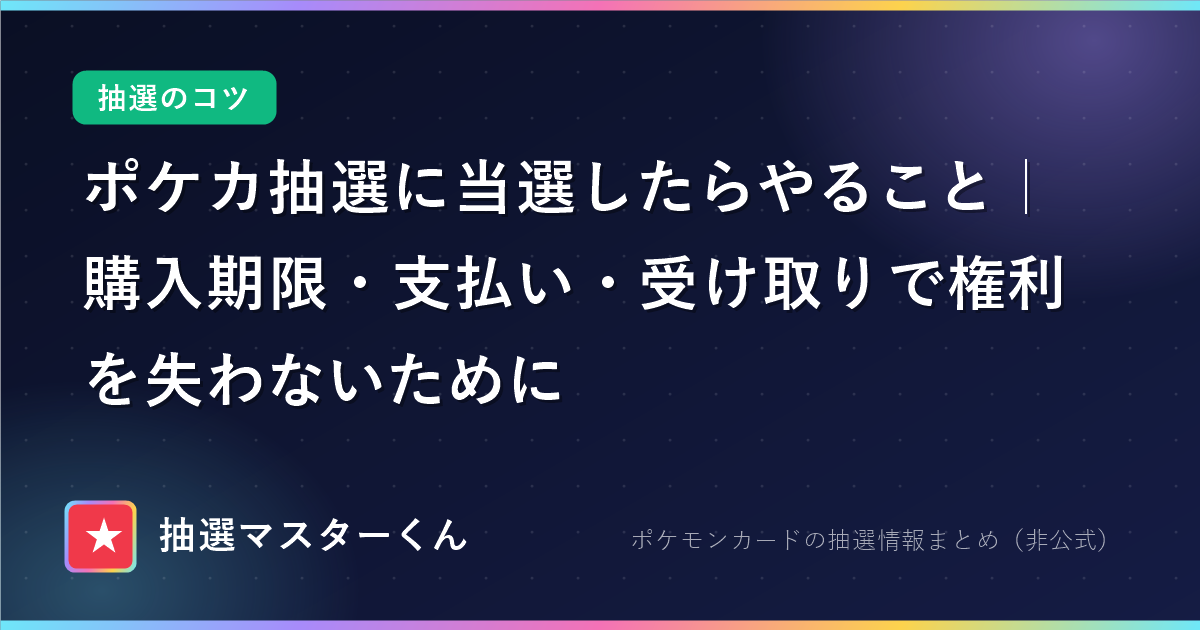 抽選のコツ
ポケカ抽選に当選したらやること｜
購入期限・支払い・受け取りで権利
を失わないために
抽選マスターくん
ポケモンカードの抽選情報まとめ（非公式）